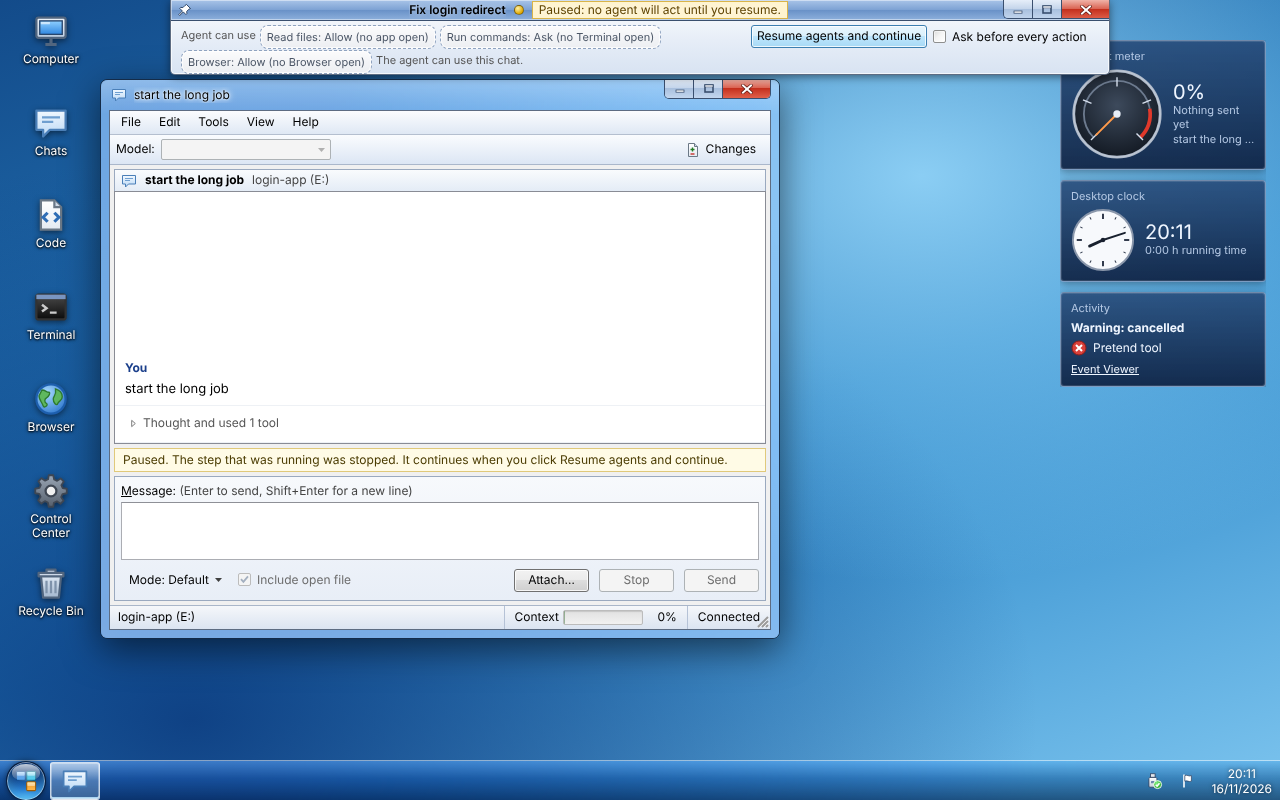 Fix login redirect
Paused: no agent will act until you resume.
Agent can use
Read files: Allow (no app open)
Run commands: Ask (no Terminal open)
Resume agents and continue
Ask before every action
Browser: Allow (no Browser open)
The agent can use this chat.
Computer
Chats
Code
Terminal
Browser
Control
Center
Recycle Bin
start the long job
File Edit Tools View Help
Model:
Changes
start the long job login-app (E:)
You
start the long job
Thought and used 1 tool
Paused. The step that was running was stopped. It continues when you click Resume agents and continue.
Message: (Enter to send, Shift+Enter for a new line)
Mode: Default
Include open file
Attach...
Stop
Send
login-app (E:)
Context
0%
Connected
meter
0%
Nothing sent
yet
start the long ...
Desktop clock
20:11
0:00 h running time
Activity
Warning: cancelled
Pretend tool
Event Viewer
20:11
16/11/2026